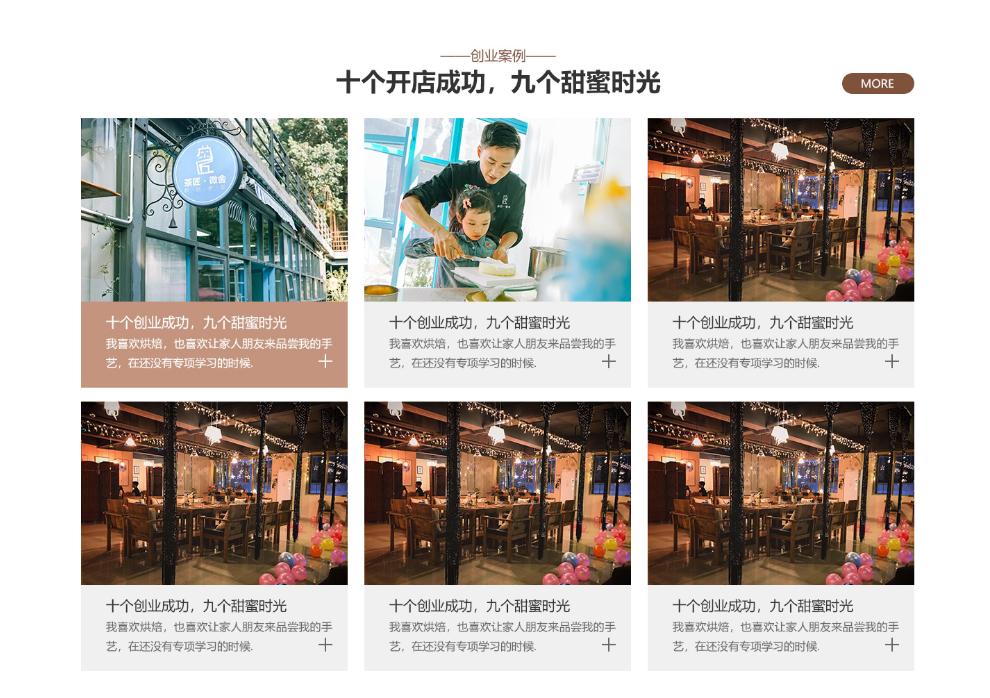 ——创业案例——
十个开店成功，九个甜蜜时光
MORE
茶匠·微舍
十个创业成功，九个甜蜜时光
我喜欢烘焙，也喜欢让家人朋友来品尝我的手
艺，在还没有专项学习的时候.
十个创业成功，九个甜蜜时光
我喜欢烘焙，也喜欢让家人朋友来品尝我的手
艺，在还没有专项学习的时候.
十个创业成功，九个甜蜜时光
我喜欢烘焙，也喜欢让家人朋友来品尝我的手
艺，在还没有专项学习的时候.
十个创业成功，九个甜蜜时光
我喜欢烘焙，也喜欢让家人朋友来品尝我的手
艺，在还没有专项学习的时候.
十个创业成功，九个甜蜜时光
我喜欢烘焙，也喜欢让家人朋友来品尝我的手
艺，在还没有专项学习的时候.
十个创业成功，九个甜蜜时光
我喜欢烘焙，也喜欢让家人朋友来品尝我的手
艺，在还没有专项学习的时候.